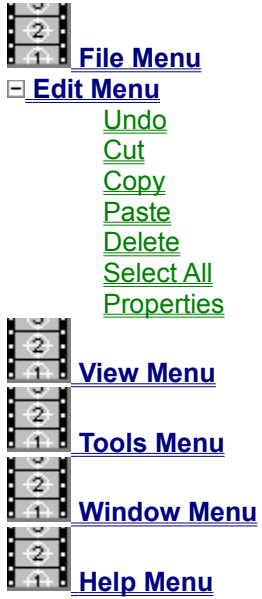 File Menu
Edit Menu
Undo
Cut
Copy
Paste
Delete
Select All
Properties
View Menu
Tools Menu
Window Menu
Help Menu